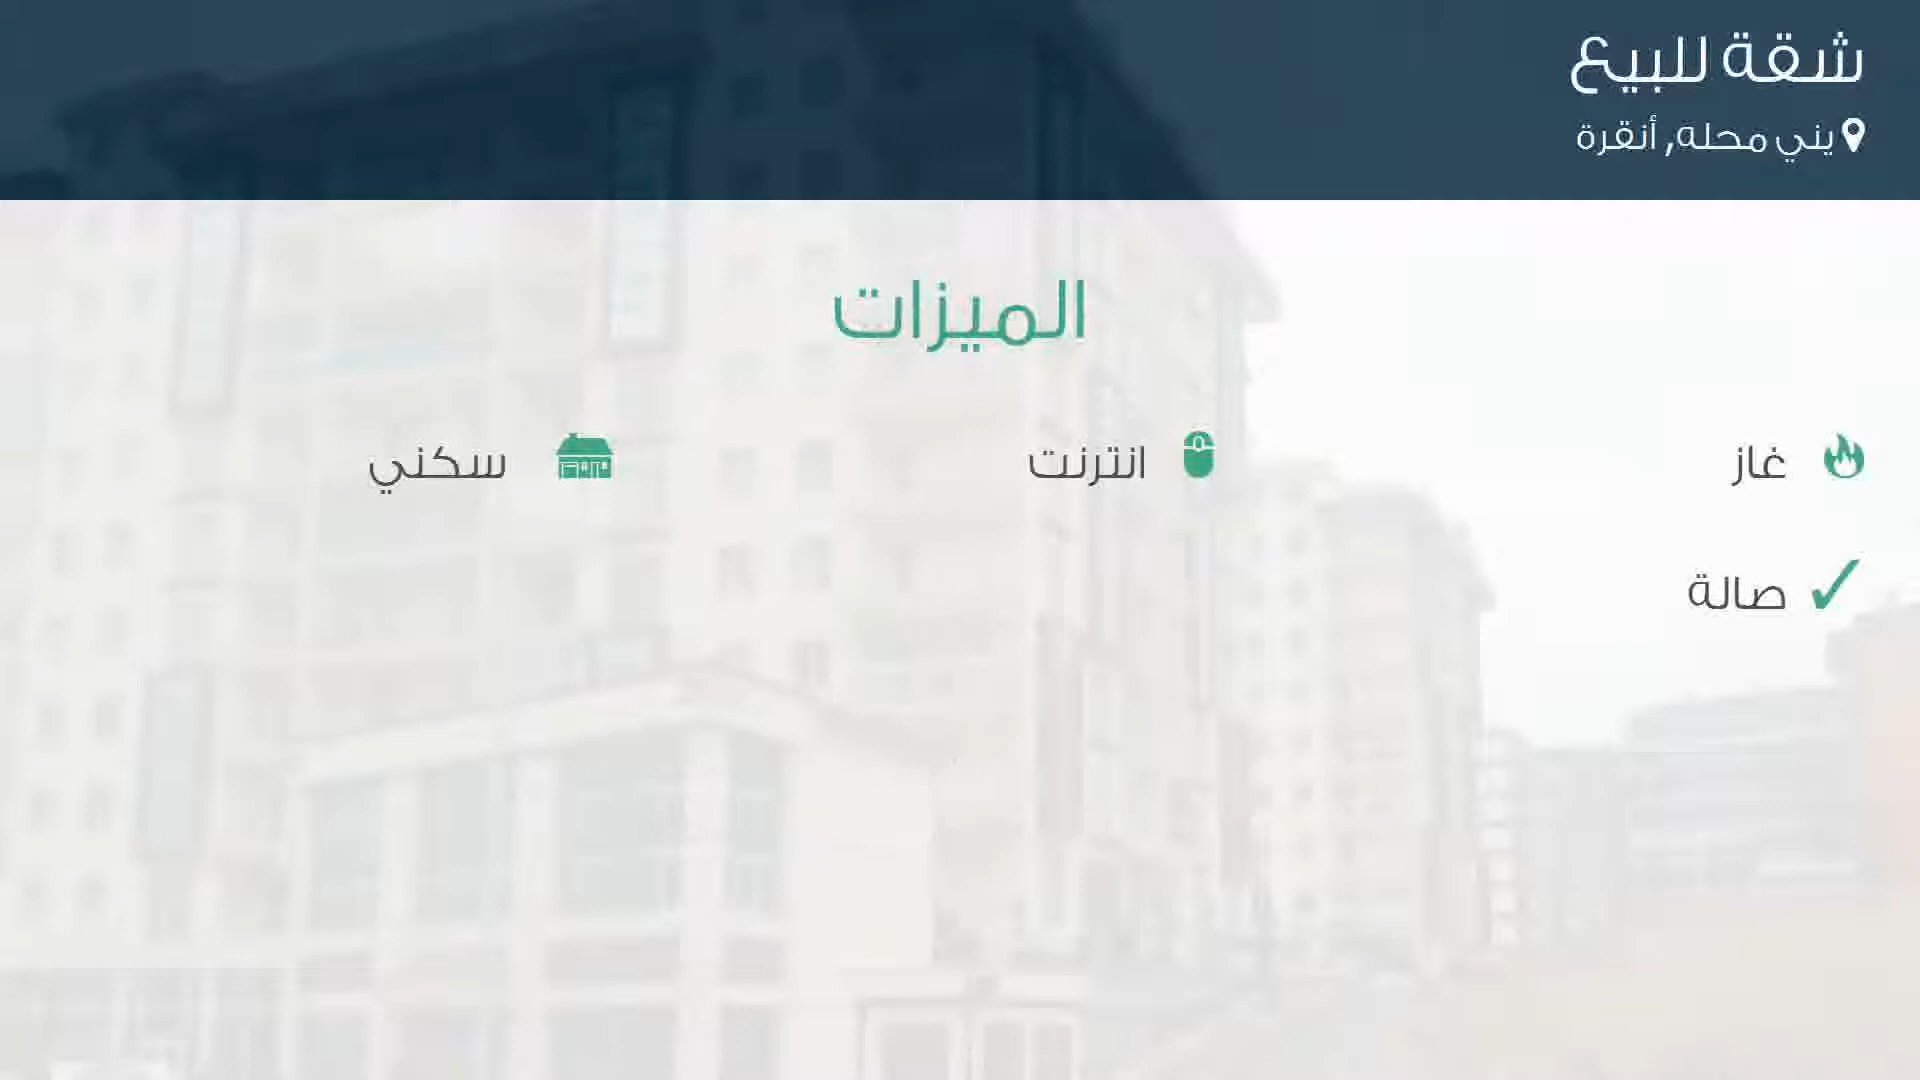 شقة للبيع
يني محله, أنقرة
الميزات
غاز
انترنت
سكني
صالة